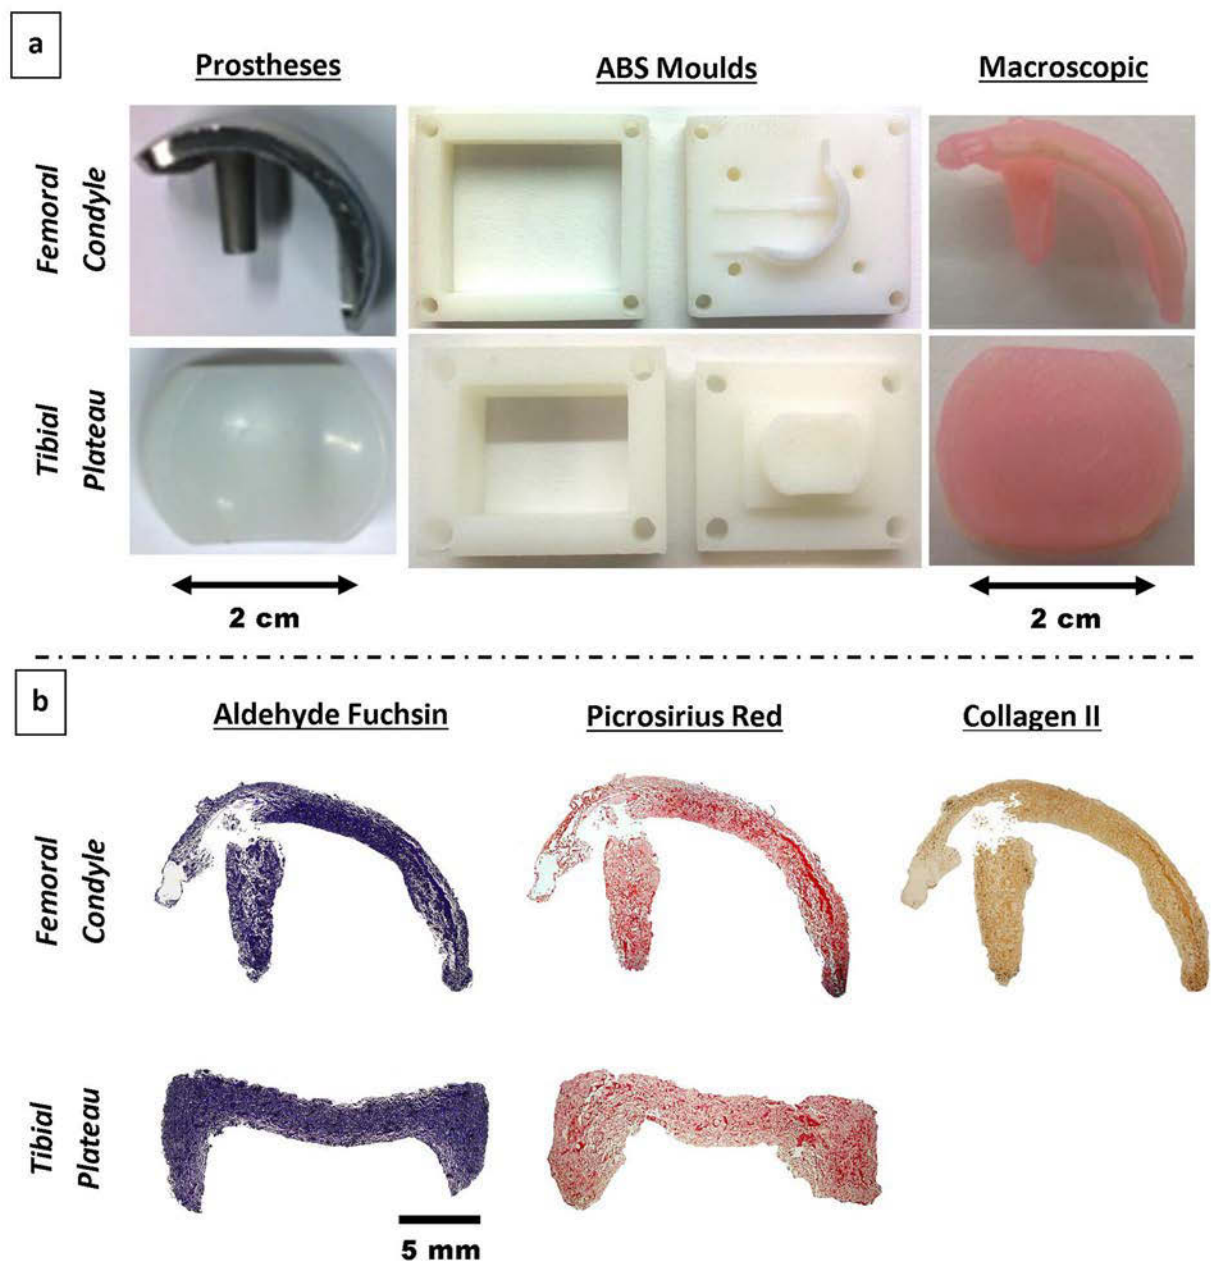 a
Prostheses
ABS Moulds
Macroscopic
Femoral
Condyle
Tibial
Plateau
2 cm
2 cm
b
Aldehyde Fuchsin
Picrosirius Red
Collagen II
Femoral
Condyle
Tibial
Plateau
5 mm